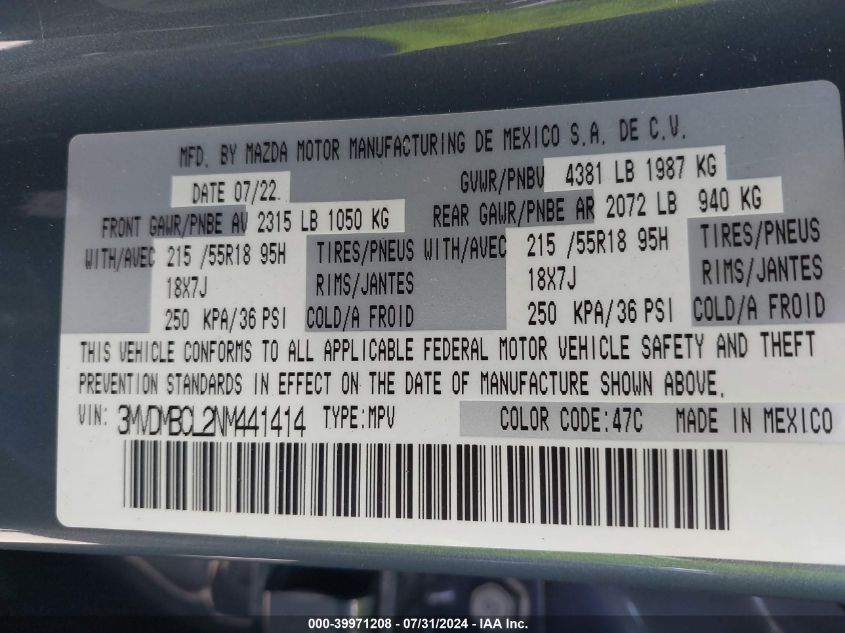 MFD. BY MAZDA MOTOR MANUFACTURING DE MEXICO S.A. DE C.V.
DATE 07/22 GVWR/PNBV 4381 LB 1987 KG
FRONT GAWR/PNBE AV 2315 LB 1050 KG REAR GAWR/PNBE AR 2072 LB 940 KG
WITH/AVEC 215 /55R18 95H TIRES/PNEUS WITH/AVEC 215 /55R18 95H TIRES/PNEUS
18X7J RIMS/JANTES 18X7J RIMS/JANTES
250 KPA/36 PSI COLD/A FROID 250 KPA/36 PSI COLD/A FROID
THIS VEHICLE CONFORMS TO ALL APPLICABLE FEDERAL MOTOR VEHICLE SAFETY AND THEFT
PREVENTION STANDARDS IN EFFECT ON THE DATE OF MANUFACTURE SHOWN ABOVE.
VIN: 3MVDMBCL2NM441414 TYPE:MPV COLOR CODE:47C MADE IN MEXICO
000-39971208 - 07/31/2024 - IAA Inc.